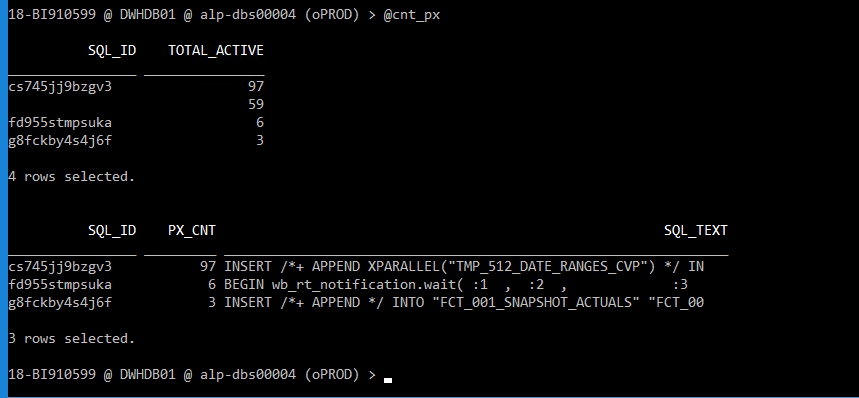 18-BI910599 @ DWHDB01 @ alp-dbs00004 (oPROD) > @cnt_px
SQL_ID TOTAL_ACTIVE
cs745jj9bzgv3 97
59
fd955stmpsuka 6
g8fckby4s4j6f 3
4 rows selected.
SQL_ID PX_CNT SQL_TEXT
cs745jj9bzgv3 97 INSERT /*+ APPEND XPARALLEL("TMP_512_DATE_RANGES_CVP") */ IN
fd955stmpsuka 6 BEGIN wb_rt_notification.wait( :1 , :2 , :3
g8fckby4s4j6f 3 INSERT /*+ APPEND */ INTO "FCT_001_SNAPSHOT_ACTUALS" "FCT_00
3 rows selected.
18-BI910599 @ DWHDB01 @ alp-dbs00004 (oPROD) >